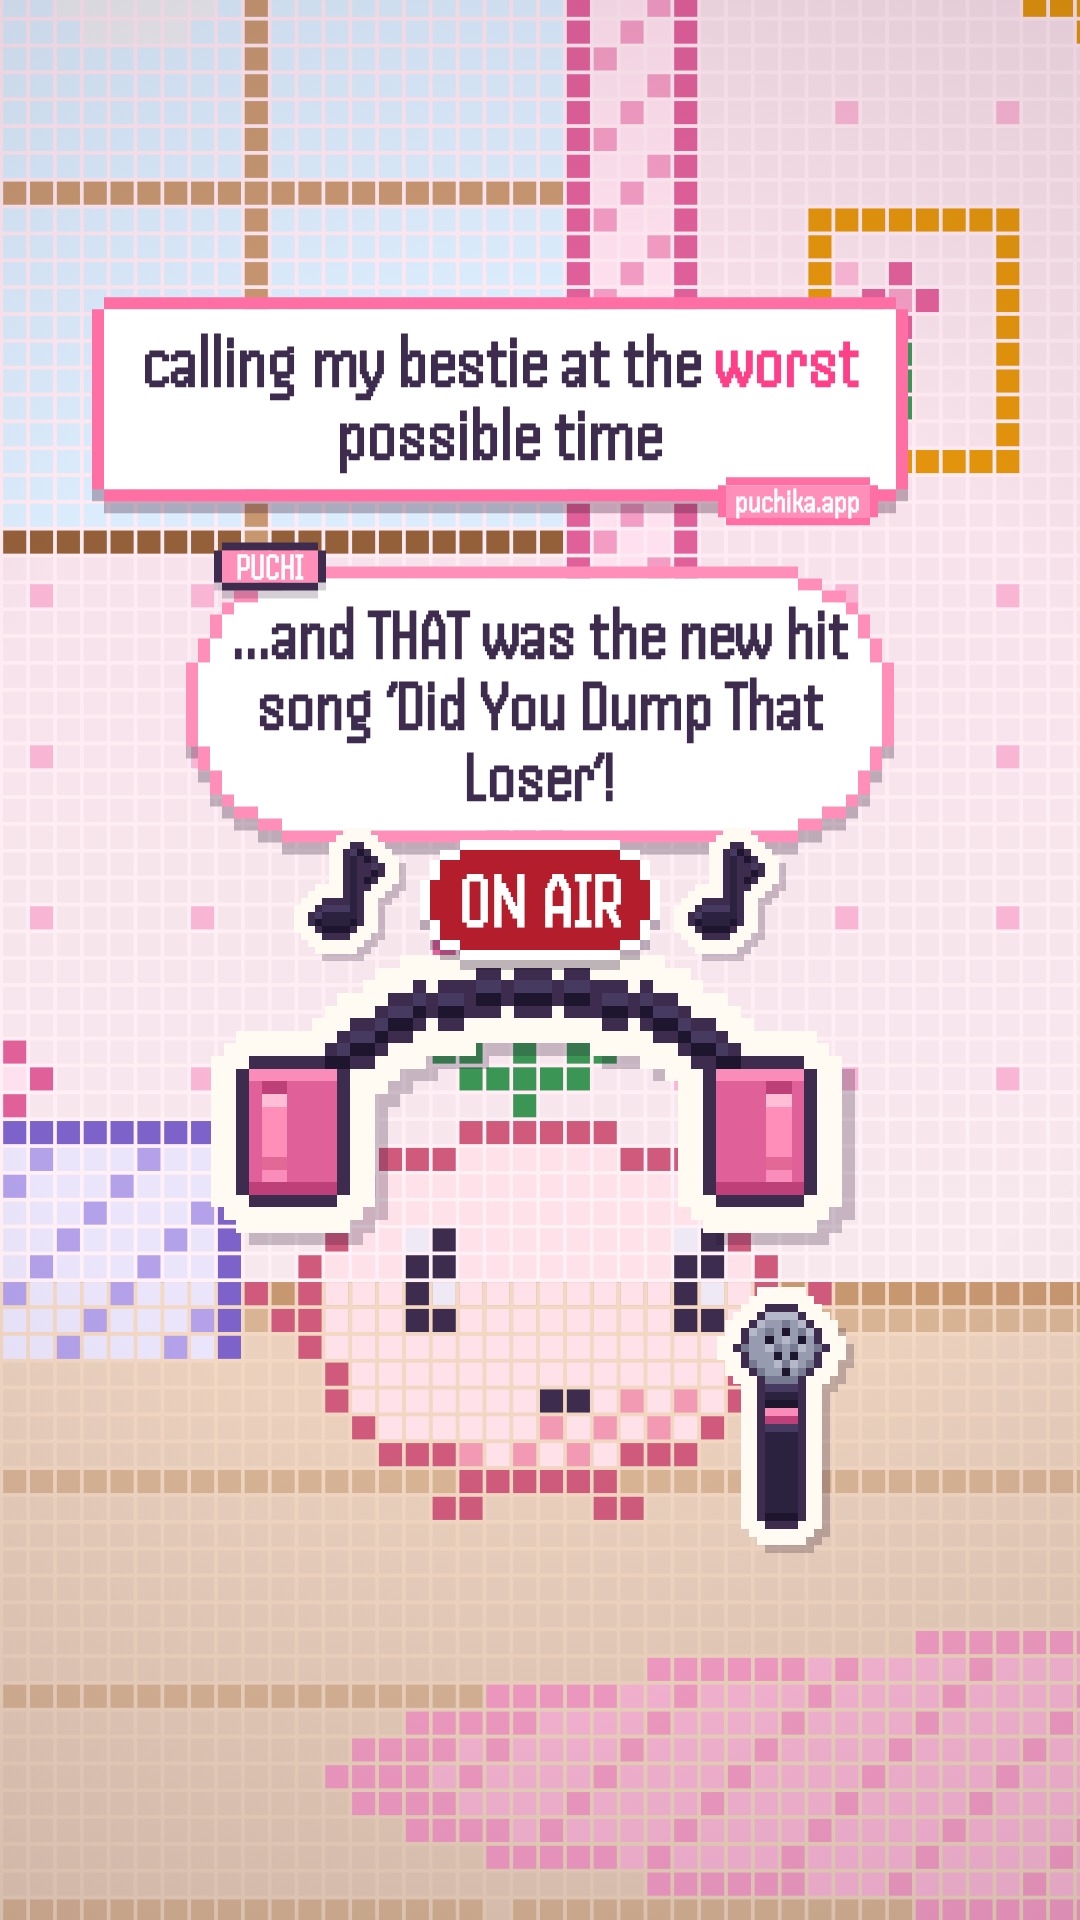 calling my bestie at the worst
possible time
puchika.app
PUCHI
...and THAT was the new hit
song ‘Did You Dump That
Loser’!
ON AIR